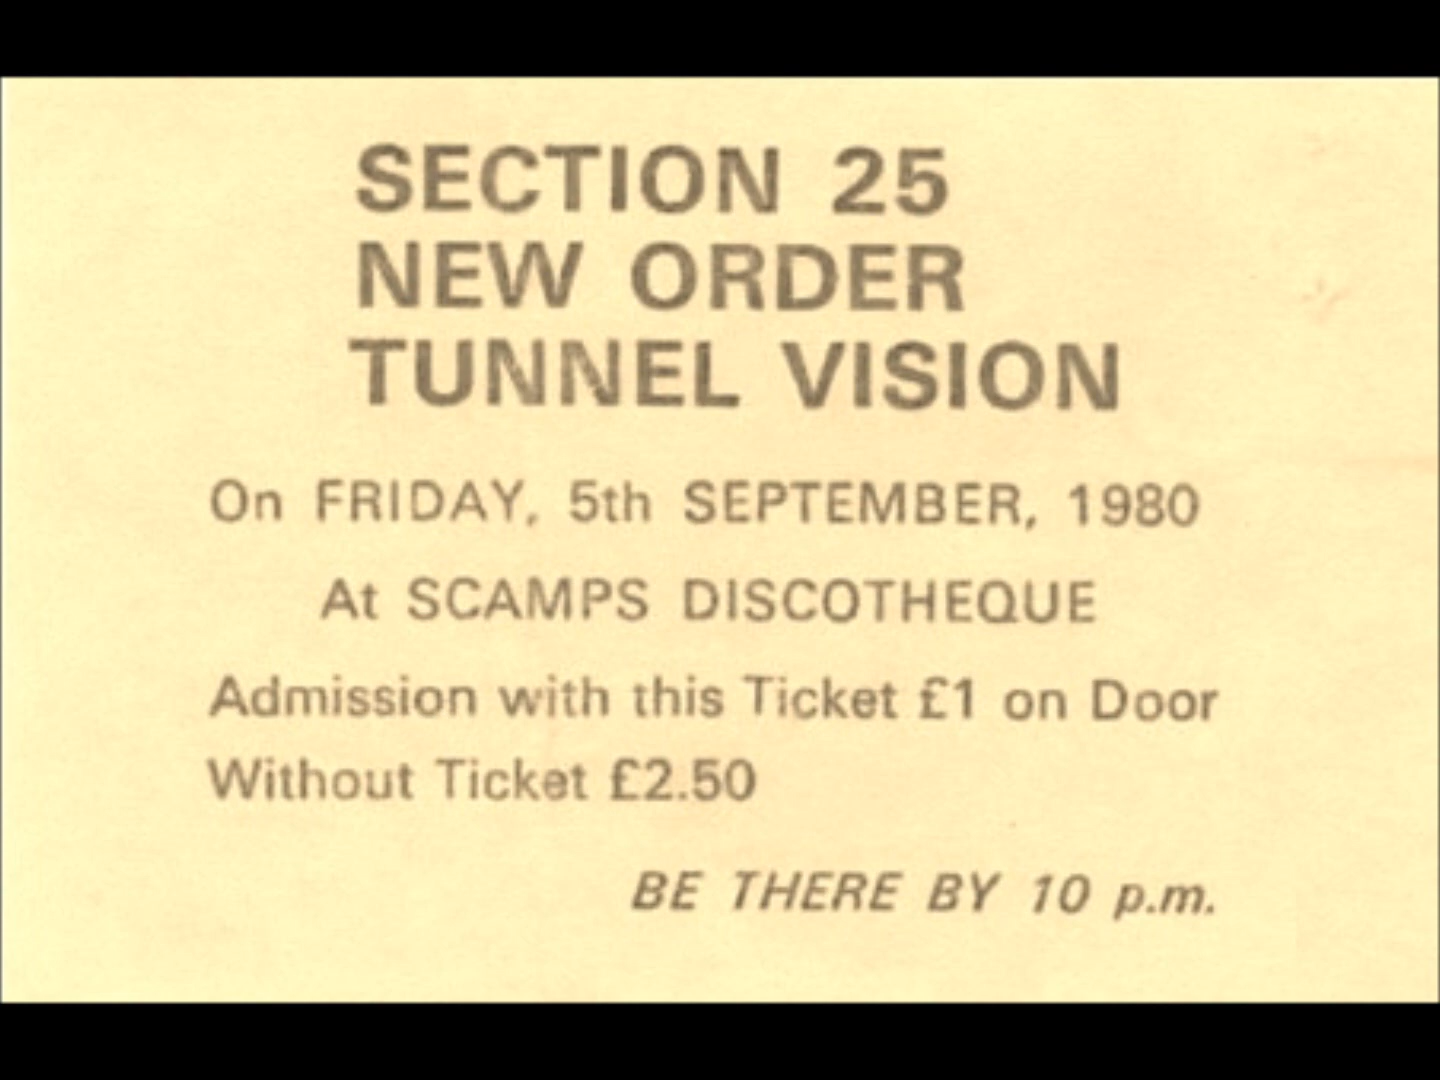 SECTION 25
NEW ORDER
TUNNEL VISION
On FRIDAY, 5th SEPTEMBER, 1980
At SCAMPS DISCOTHEQUE
Admission with this Ticket £1 on Door
Without Ticket £2.50
BE THERE BY 10 p.m.